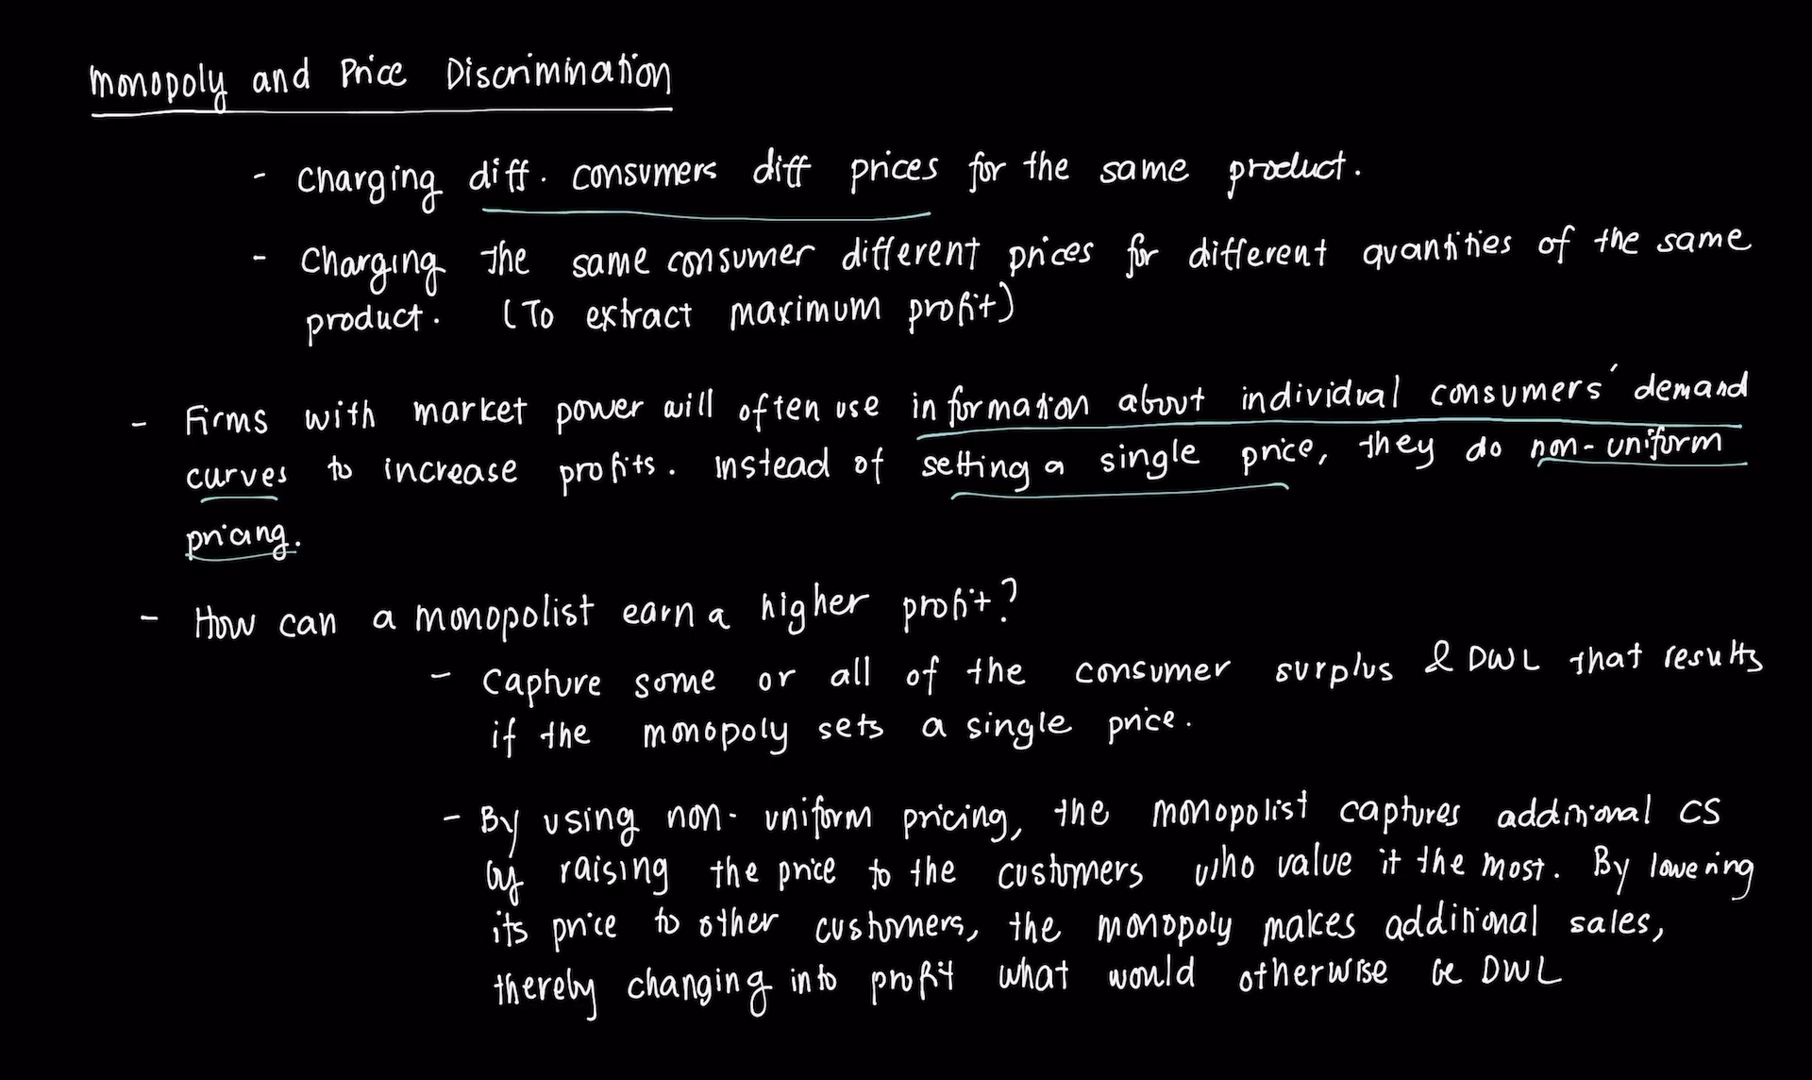 Monopoly and Price Discrimination
- Charging diff. consumers diff prices for the same product.
- Charging the same consumer different prices for different quantities of the same
product. (To extract maximum profit)
- Firms with market power will often use information about individual consumers' demand
curves to increase profits. Instead of setting a single price, they do non-uniform
pricing.
- How can a monopolist earn a higher profit?
- Capture some or all of the consumer surplus & DWL that results
if the monopoly sets a single price.
- By using non-uniform pricing, the monopolist captures additional CS
by raising the price to the customers who value it the most. By lowering
its price to other customers, the monopoly makes additional sales,
thereby changing into profit what would otherwise be DWL